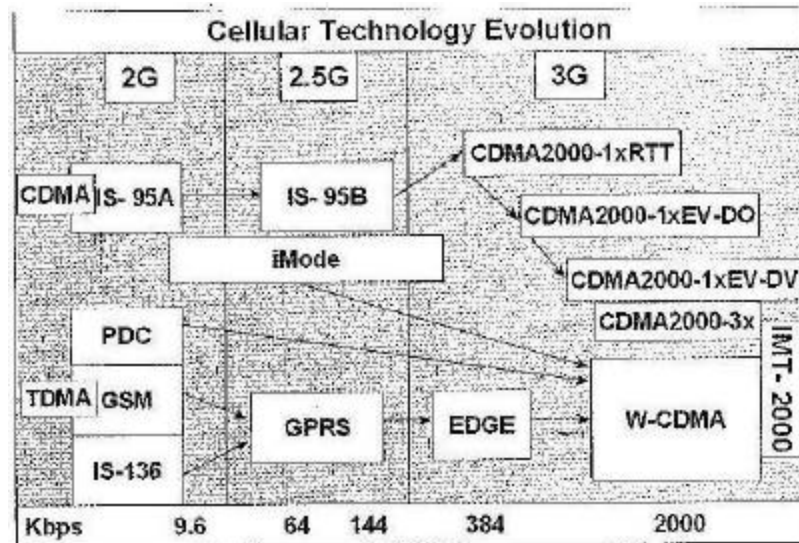 Cellular Technology Evolution
2G 2.5G 3G
CDMA2000-1xRTT
CDMA IS- 95A IS- 95B
CDMA2000-1xEV-DO
iMode
CDMA2000-1xEV-DV
CDMA2000-3x
PDC
IMT- 2000
TDMA GSM
GPRS EDGE W-CDMA
IS-136
Kbps 9.6 64 144 384 2000